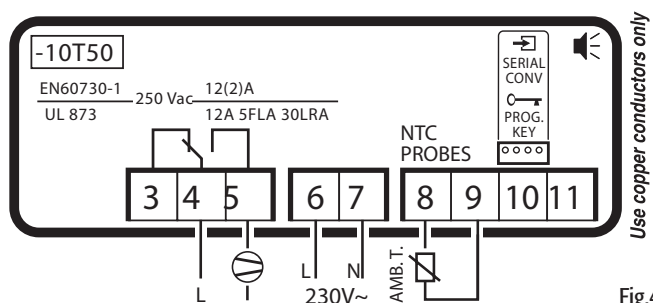 -10T50
EN60730-1
UL 873
250 Vac
12(2)A
12A 5FLA 30LRA
SERIAL
CONV
PROG.
KEY
NTC
PROBES
3 4 5 6 7 8 9 10 11
L
L N
230V~
AMB. T.
Use copper conductors only